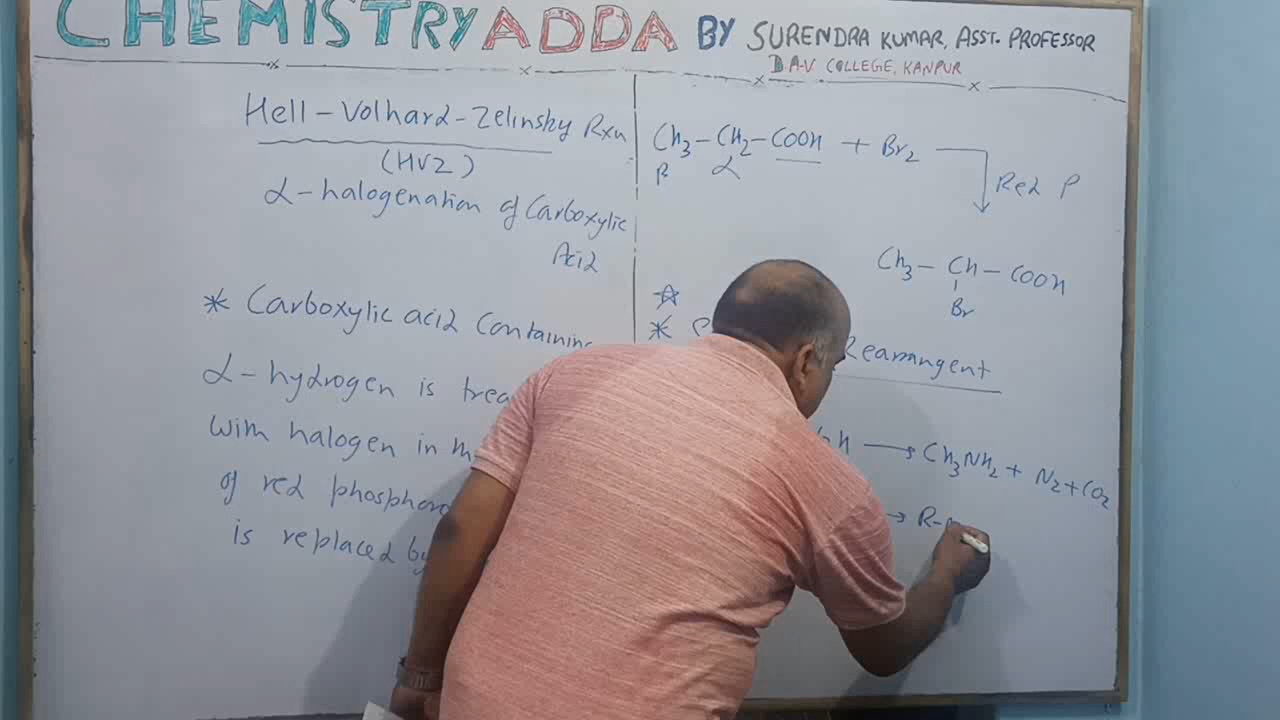 CHEMISTRY ADDA BY SURENDRA KUMAR, ASST. PROFESSOR
D.A-V COLLEGE, KANPUR
Hell-Volhard-Zelinsky Rxn
(HVZ)
α-halogenation of Carboxylic
Acid
* Carboxylic acid Containing
α-hydrogen is
with halogen in
of red
is replaced by
CH3-CH2-COOH + Br2
β α
Red P
CH3-CH-COOH
Br
☆
*
Rearrangent
→ CH3NH2 + N2+CO2
→ R-